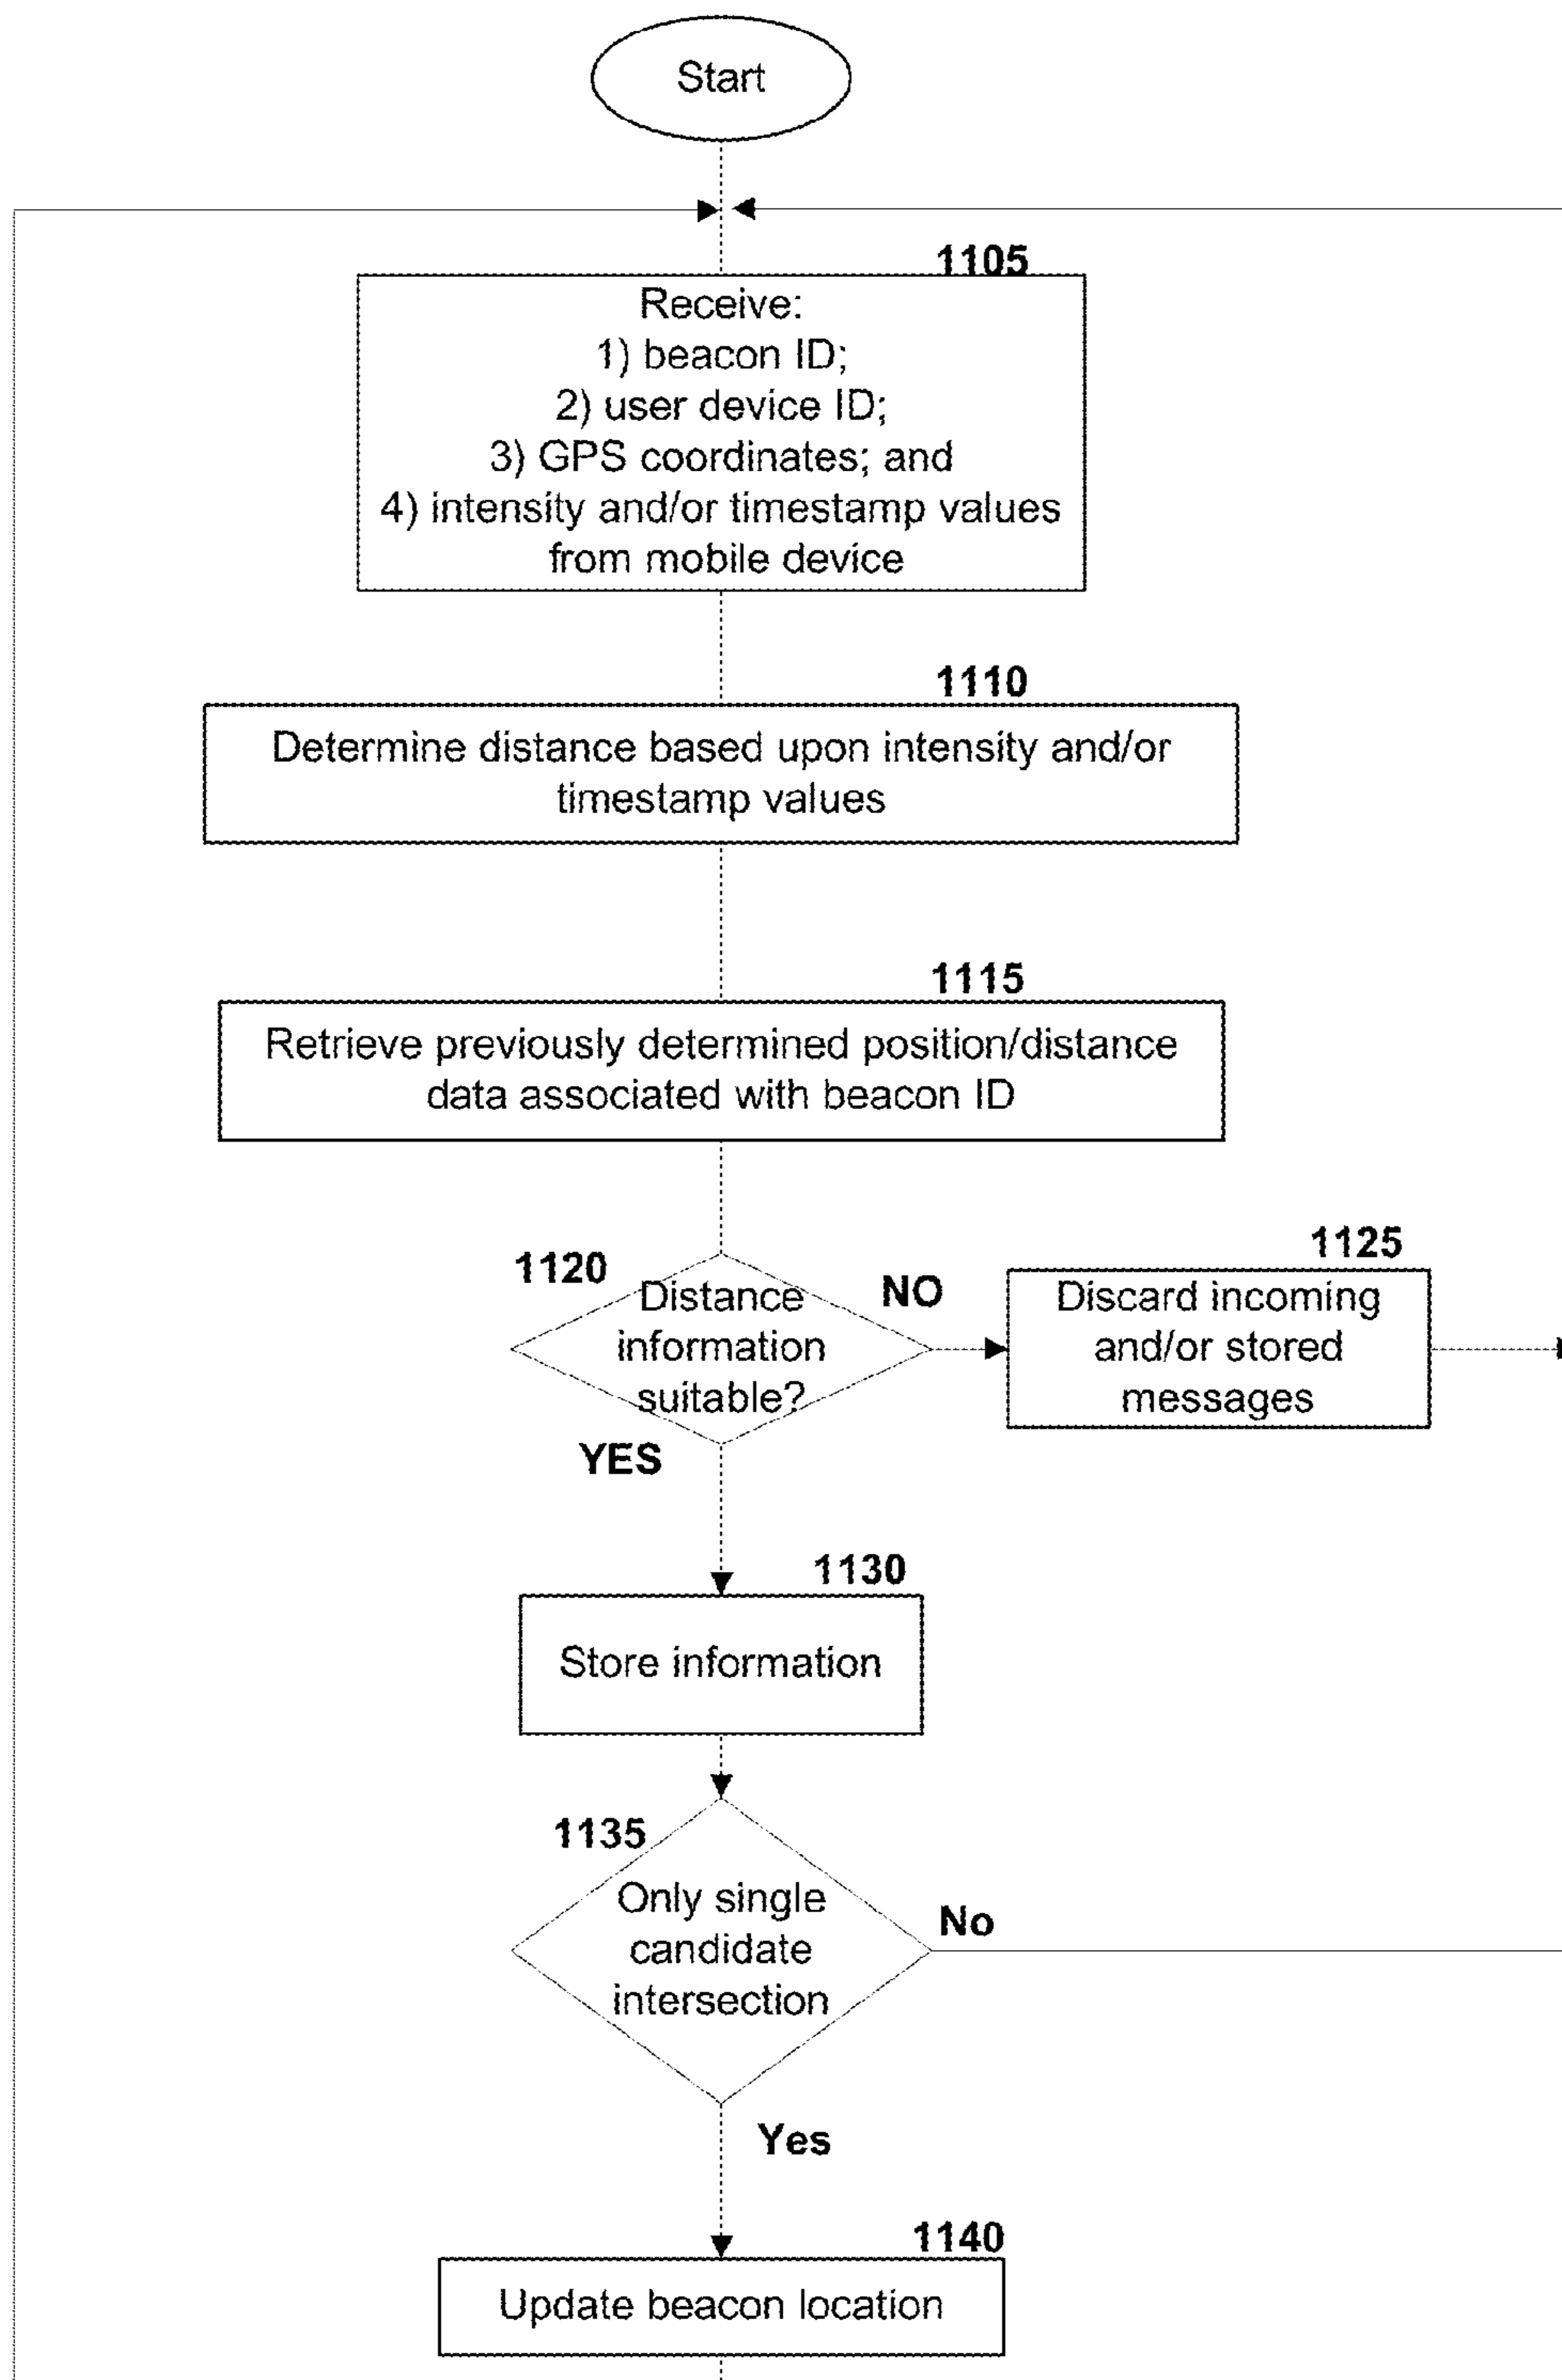 Start
1105
Receive:
1) beacon ID;
2) user device ID;
3) GPS coordinates; and
4) intensity and/or timestamp values
from mobile device
1110
Determine distance based upon intensity and/or
timestamp values
1115
Retrieve previously determined position/distance
data associated with beacon ID
1120
Distance
information
suitable?
NO
1125
Discard incoming
and/or stored
messages
YES
1130
Store information
1135
Only single
candidate
intersection
No
Yes
1140
Update beacon location